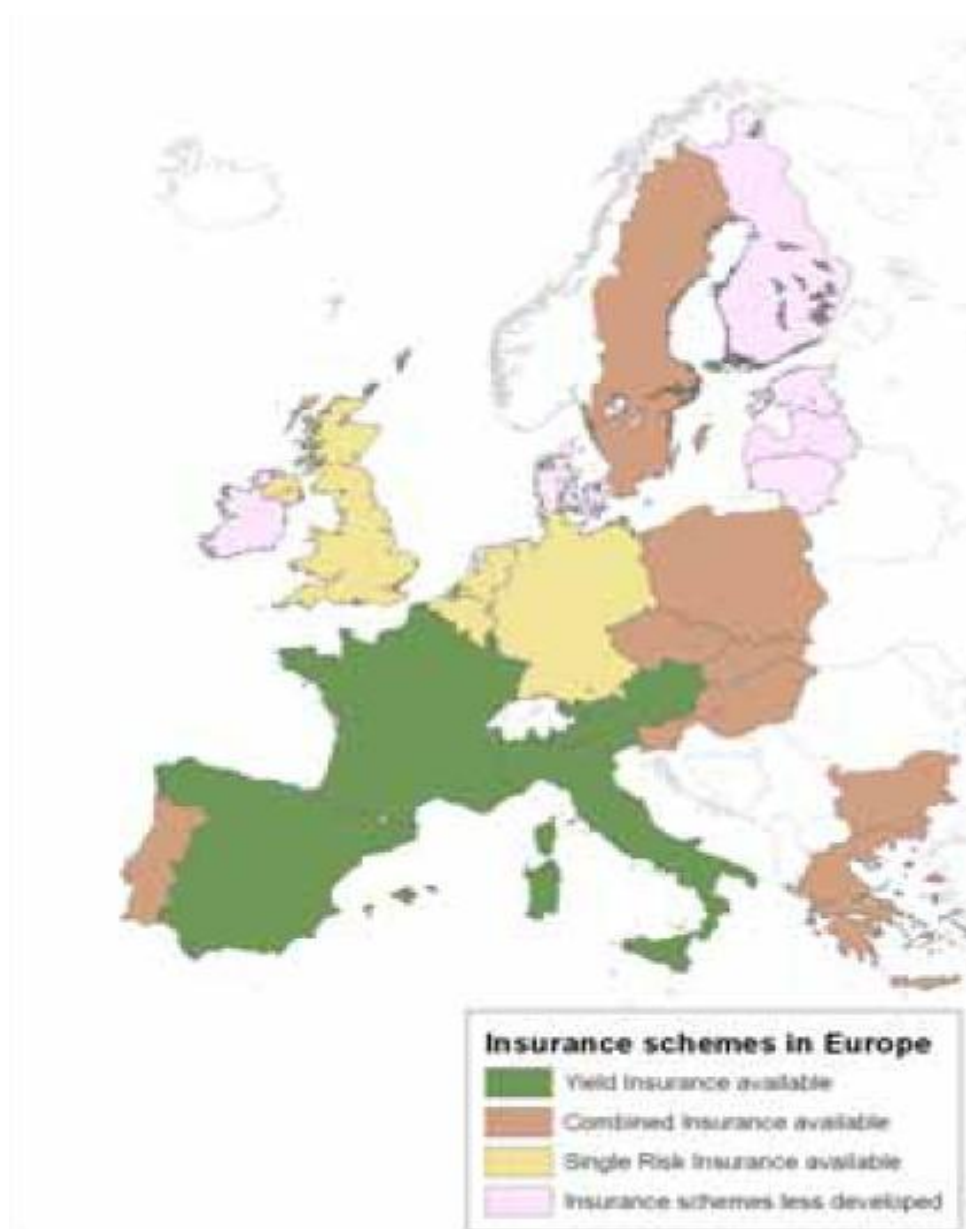 Insurance schemes in Europe
Yield Insurance available
Combined Insurance available
Single Risk Insurance available
Insurance schemes less developed